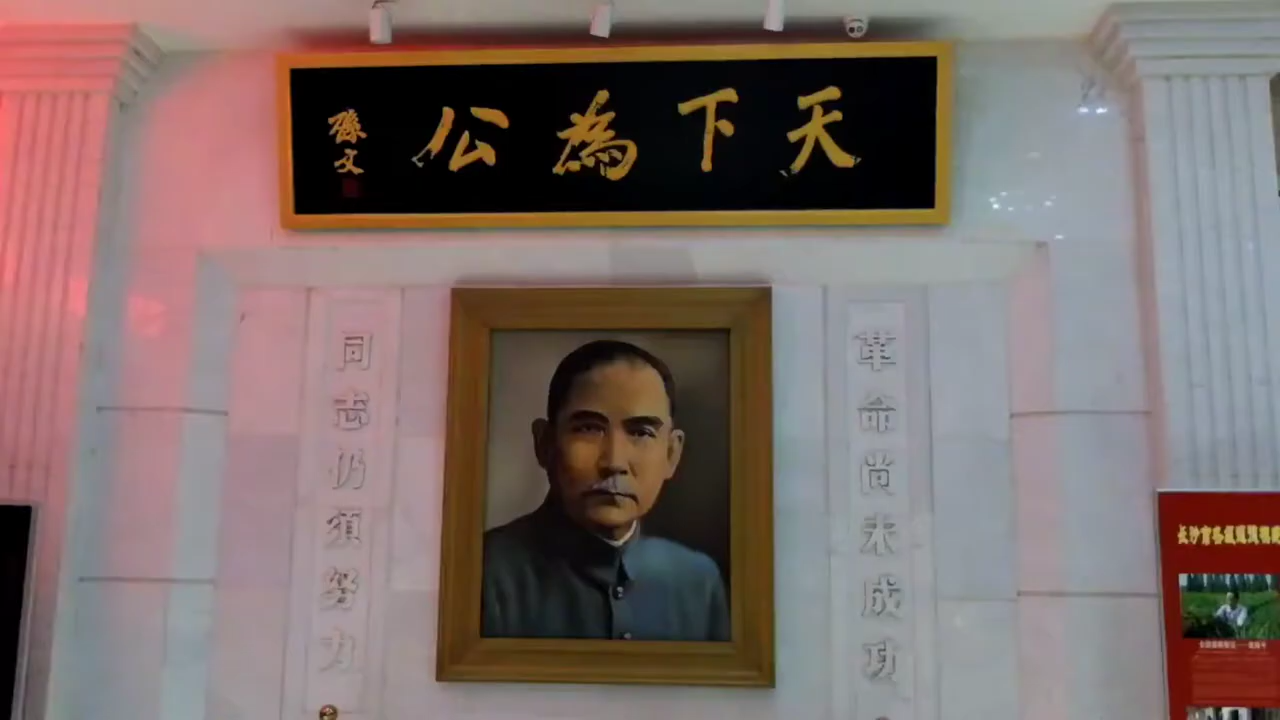 天下為公
孫文
革命尚未成功
同志仍須努力